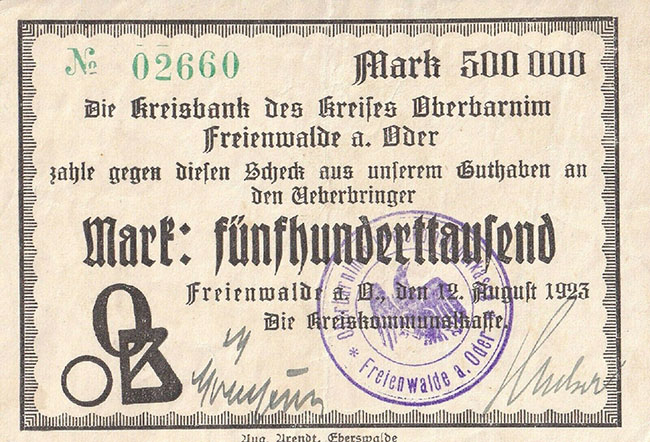 № 02660 Mark 500 000
Die Kreisbank des Kreises Oberbarnim
Freienwalde a. Oder
zahle gegen diesen Scheck aus unserem Guthaben an
den Ueberbringer
Mark: fünfhunderttausend
Freienwalde a. O., den 12. August 1923
Die Kreiskommunalkasse.
* Freienwalde a. Oder *
Aug. Arendt, Eberswalde